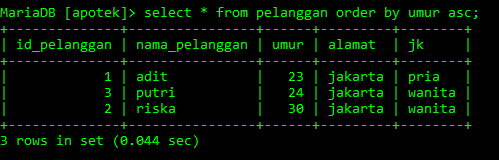 MariaDB [apotek]> select * from pelanggan order by umur asc;
+--------------+----------------+------+---------+--------+
| id_pelanggan | nama_pelanggan | umur | alamat  | jk     |
+--------------+----------------+------+---------+--------+
|            1 | adit           |   23 | jakarta | pria   |
|            3 | putri          |   24 | jakarta | wanita |
|            2 | riska          |   30 | jakarta | wanita |
+--------------+----------------+------+---------+--------+
3 rows in set (0.044 sec)